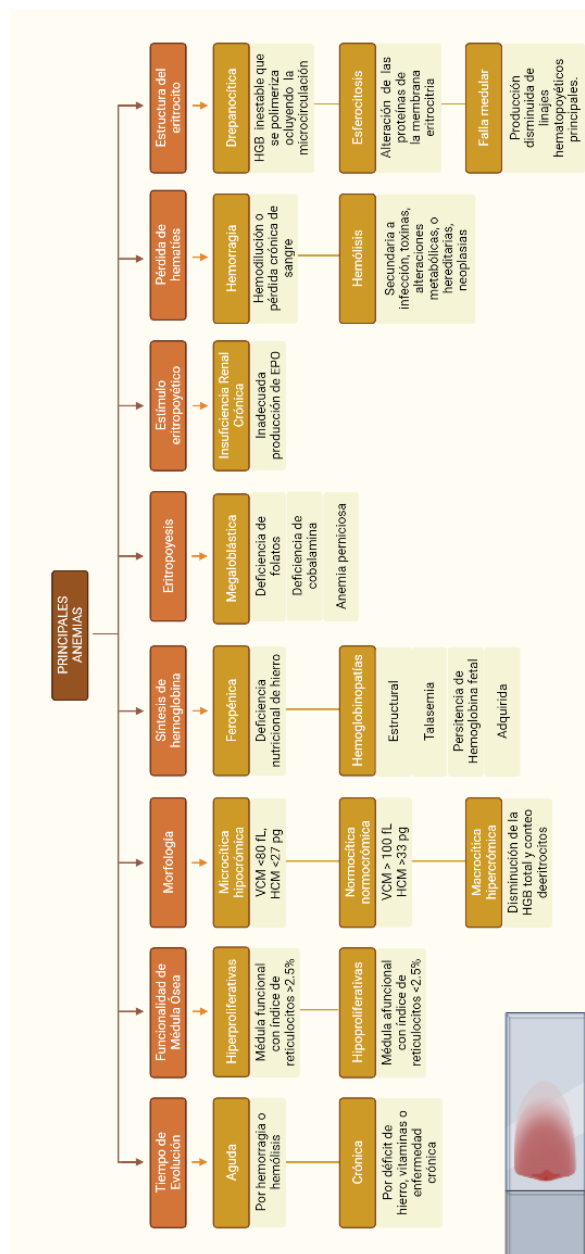 PRINCIPALES
ANEMIAS
Tiempo de
Evolución
Aguda
Por hemorragia o
hemólisis
Crónica
Por déficit de
hierro, vitaminas o
enfermedad
crónica
Funcionalidad de
Médula Ósea
Hiperproliferativas
Médula funcional
con índice de
reticulocitos >2.5%
Hipoproliferativas
Médula afuncional
con índice de
reticulocitos <2.5%
Morfología
Microcítica
hipocrómica
VCM <80 fL,
HCM <27 pg
Normocítica
normocrómica
VCM > 100 fL
HCM >33 pg
Macrocítica
hipercrómica
Disminución de la
HGB total y conteo
deeritrocitos
Síntesis de
hemoglobina
Feropénica
Deficiencia
nutricional de hierro
Hemoglobinopatías
Estructural
Talasemia
Persitencia de
Hemoglobina fetal
Adquirida
Eritropoyesis
Megaloblástica
Deficiencia de
folatos
Deficiencia de
cobalamina
Anemia perniciosa
Estímulo
eritropoyético
Insuficiencia Renal
Crónica
Inadecuada
producción de EPO
Pérdida de
hematíes
Hemorragia
Hemodilución o
pérdida crónica de
sangre
Hemólisis
Secundaria a
infección, toxinas,
alteraciones
metabólicas, o
hereditarias,
neoplasias
Estructura del
eritrocito
Drepanocítica
HGB inestable que
se polimeriza
ocluyendo la
microcirculación
Esferocitosis
Alteración de las
proteínas de
la membrana
eritrocitria
Falla medular
Producción
disminuida de
linajes
hematopoyéticos
principales.